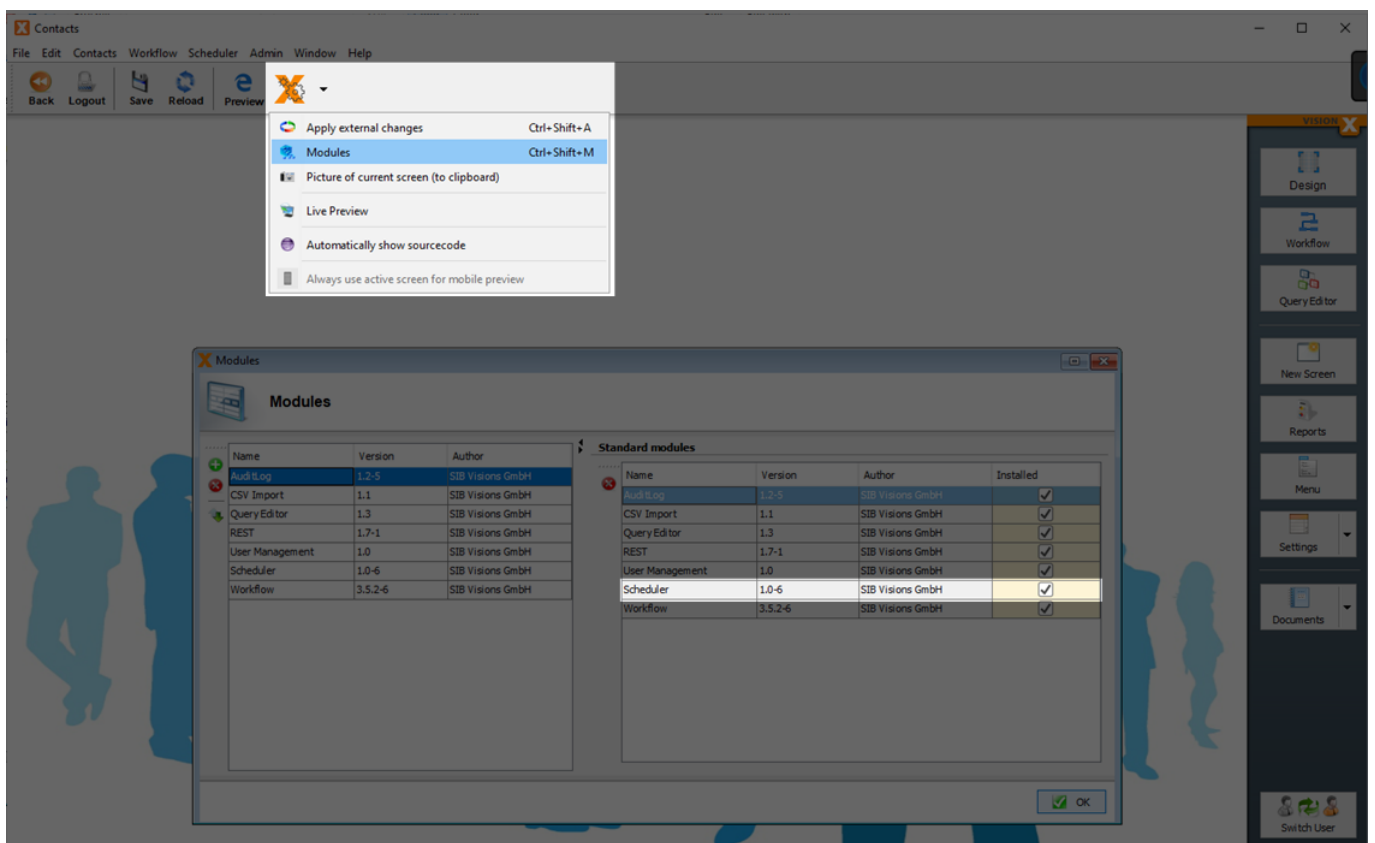 Contacts
File Edit Contacts Workflow Scheduler Admin Window Help
Back Logout Save Reload Preview
Apply external changes Ctrl+Shift+A
Modules Ctrl+Shift+M
Picture of current screen (to clipboard)
Live Preview
Automatically show sourcecode
Always use active screen for mobile preview
VISION X
Design
Workflow
Query Editor
New Screen
Reports
Menu
Settings
Documents
Switch User
Modules
Modules
Name Version Author
AuditLog 1.2-5 SIB Visions GmbH
CSV Import 1.1 SIB Visions GmbH
Query Editor 1.3 SIB Visions GmbH
REST 1.7-1 SIB Visions GmbH
User Management 1.0 SIB Visions GmbH
Scheduler 1.0-6 SIB Visions GmbH
Workflow 3.5.2-6 SIB Visions GmbH
Standard modules
Name Version Author Installed
AuditLog 1.2-5 SIB Visions GmbH
CSV Import 1.1 SIB Visions GmbH
Query Editor 1.3 SIB Visions GmbH
REST 1.7-1 SIB Visions GmbH
User Management 1.0 SIB Visions GmbH
Scheduler 1.0-6 SIB Visions GmbH
Workflow 3.5.2-6 SIB Visions GmbH
OK